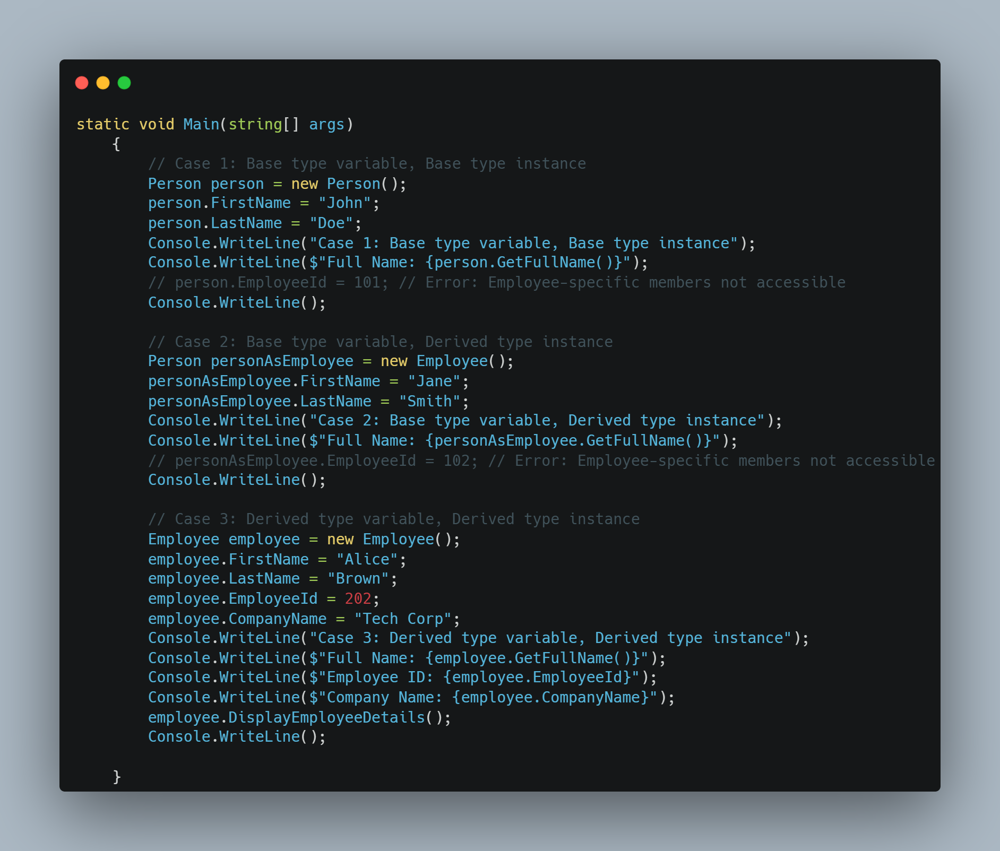 static void Main(string[] args)
    {
        // Case 1: Base type variable, Base type instance
        Person person = new Person();
        person.FirstName = "John";
        person.LastName = "Doe";
        Console.WriteLine("Case 1: Base type variable, Base type instance");
        Console.WriteLine($"Full Name: {person.GetFullName()}");
        // person.EmployeeId = 101; // Error: Employee-specific members not accessible
        Console.WriteLine();

        // Case 2: Base type variable, Derived type instance
        Person personAsEmployee = new Employee();
        personAsEmployee.FirstName = "Jane";
        personAsEmployee.LastName = "Smith";
        Console.WriteLine("Case 2: Base type variable, Derived type instance");
        Console.WriteLine($"Full Name: {personAsEmployee.GetFullName()}");
        // personAsEmployee.EmployeeId = 102; // Error: Employee-specific members not accessible
        Console.WriteLine();

        // Case 3: Derived type variable, Derived type instance
        Employee employee = new Employee();
        employee.FirstName = "Alice";
        employee.LastName = "Brown";
        employee.EmployeeId = 202;
        employee.CompanyName = "Tech Corp";
        Console.WriteLine("Case 3: Derived type variable, Derived type instance");
        Console.WriteLine($"Full Name: {employee.GetFullName()}");
        Console.WriteLine($"Employee ID: {employee.EmployeeId}");
        Console.WriteLine($"Company Name: {employee.CompanyName}");
        employee.DisplayEmployeeDetails();
        Console.WriteLine();

    }